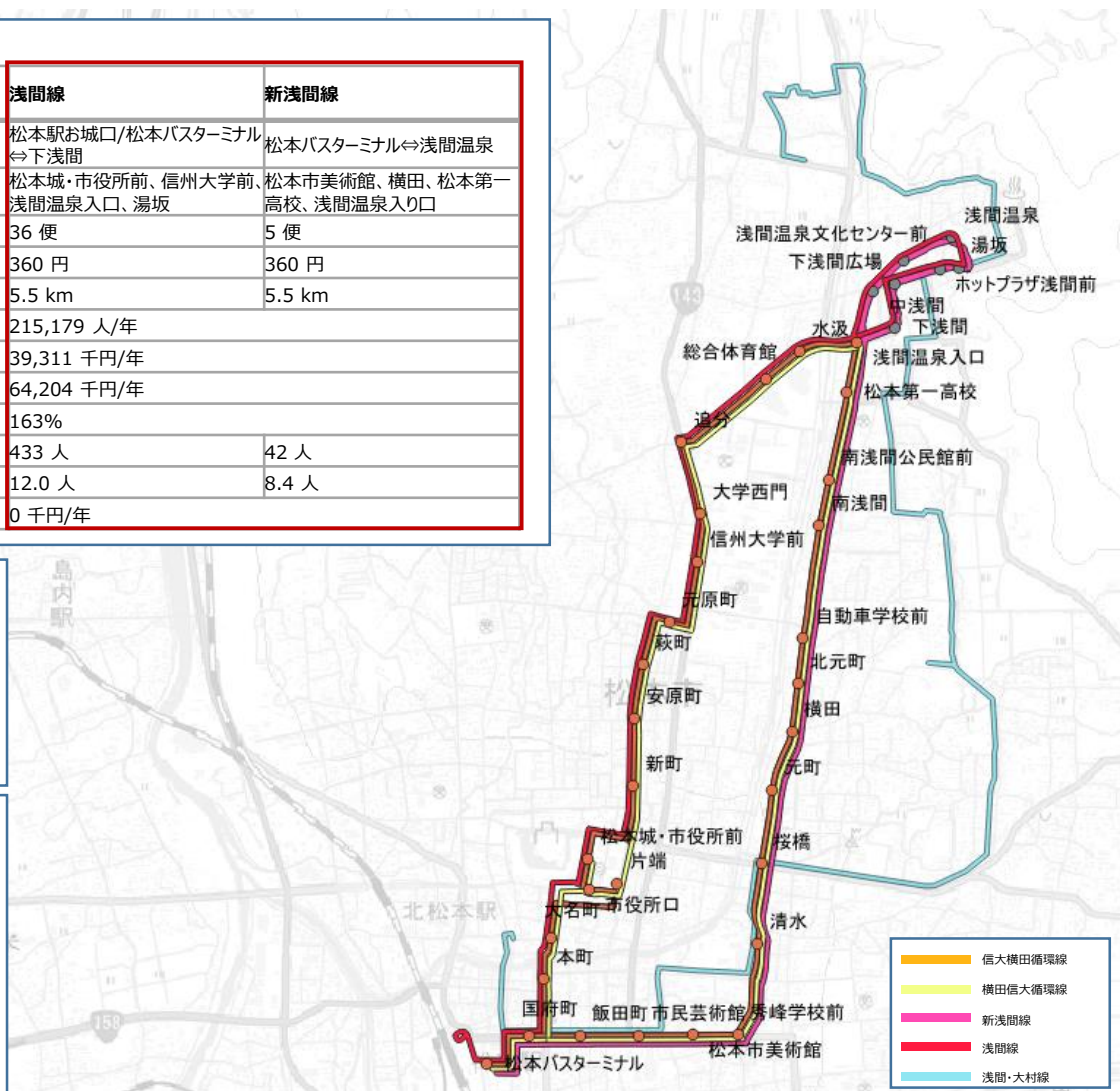 浅間線 新浅間線
松本駅お城口/松本バスターミナル
⇔下浅間
松本バスターミナル⇔浅間温泉
松本城・市役所前、信州大学前、
浅間温泉入口、湯坂
松本市美術館、横田、松本第一
高校、浅間温泉入り口
36 便 5 便
360 円 360 円
5.5 km 5.5 km
215,179 人/年
39,311 千円/年
64,204 千円/年
163%
433 人 42 人
12.0 人 8.4 人
0 千円/年
浅間温泉
浅間温泉文化センター前
湯坂
下浅間広場
ホットプラザ浅間前
143
中浅間
水汲
下浅間
総合体育館
浅間温泉入口
松本第一高校
追分
南浅間公民館前
大学西門
南浅間
信州大学前
島内駅
元原町
自動車学校前
萩町
北元町
松本市
安原町
横田
新町
元町
松本城・市役所前
桜橋
片端
北松本駅
大名町
市役所口
清水
本町
国府町
飯田町
市民芸術館
秀峰学校前
158
松本バスターミナル
松本市美術館
信大横田循環線
横田信大循環線
新浅間線
浅間線
浅間・大村線